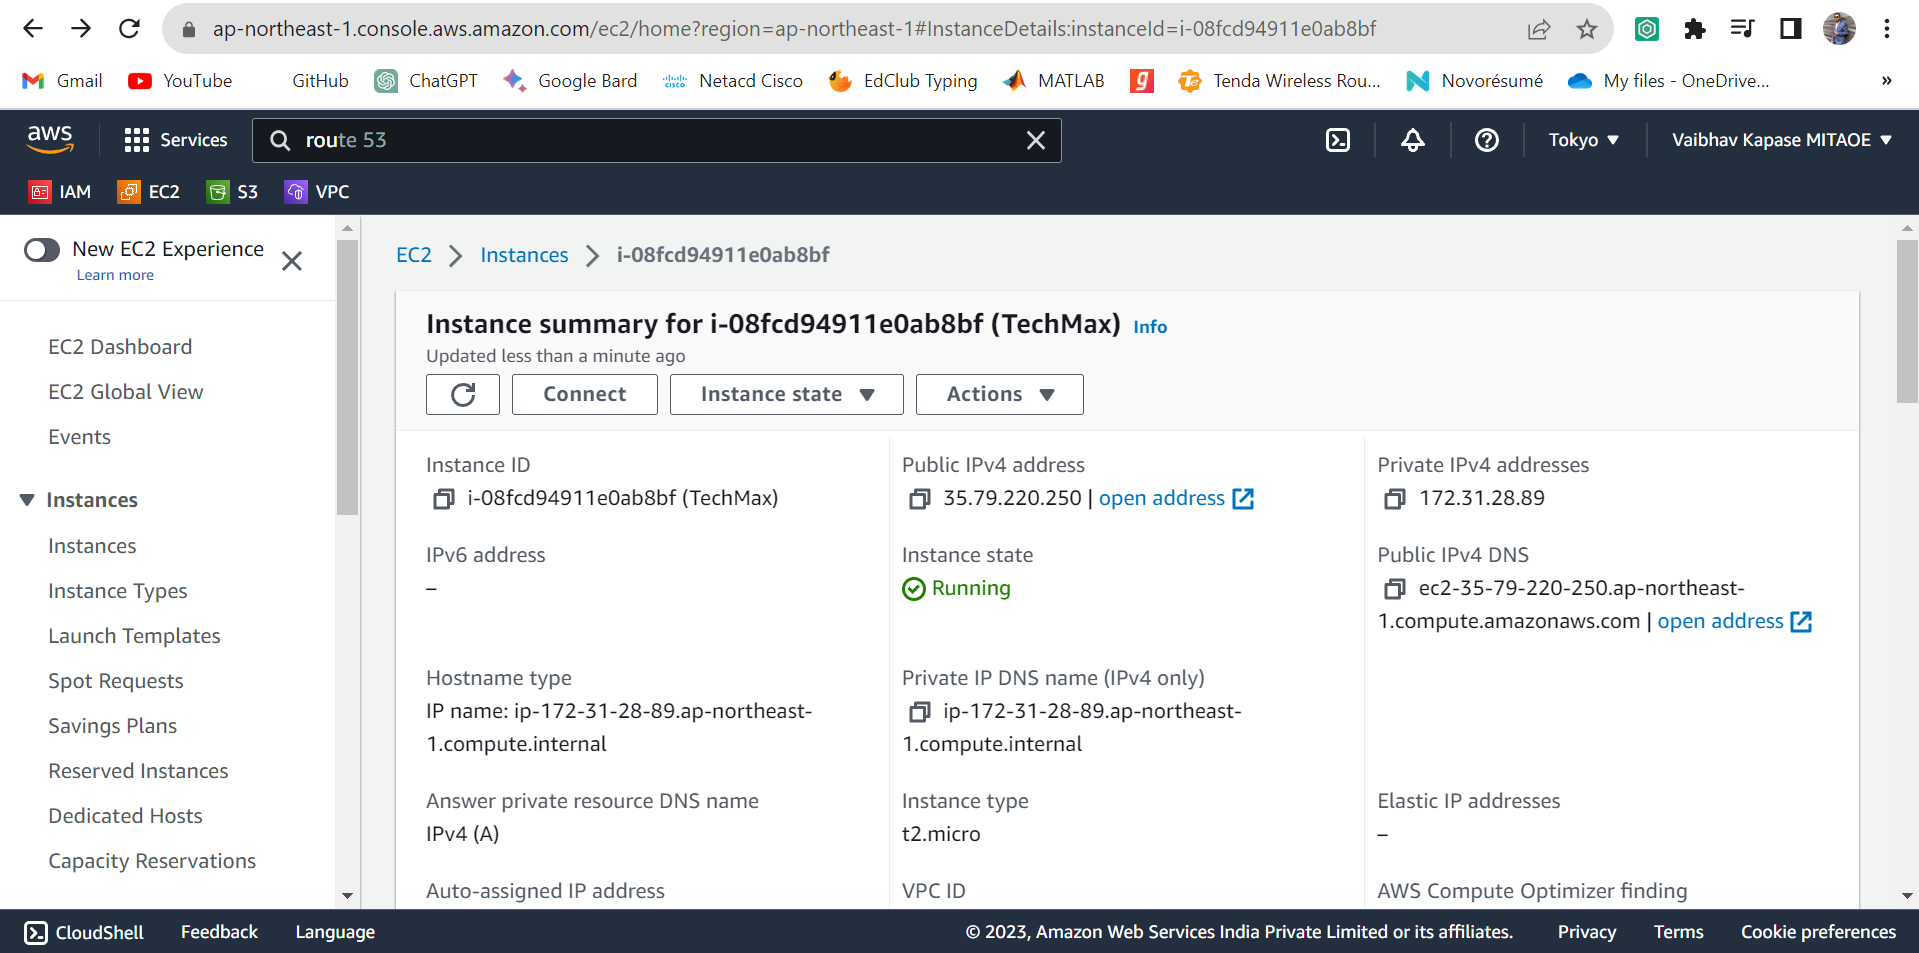 ap-northeast-1.console.aws.amazon.com/ec2/home?region=ap-northeast-1#InstanceDetails:instanceId=i-08fcd94911e0ab8bf
Gmail YouTube GitHub ChatGPT Google Bard cisco Netacd Cisco EdClub Typing MATLAB g Tenda Wireless Rou... Novorésumé My files - OneDrive... »
aws Services route 53 Tokyo Vaibhav Kapase MITAOE
IAM EC2 S3 VPC
New EC2 Experience
Learn more
EC2 Dashboard
EC2 Global View
Events
Instances
Instances
Instance Types
Launch Templates
Spot Requests
Savings Plans
Reserved Instances
Dedicated Hosts
Capacity Reservations
EC2 Instances i-08fcd94911e0ab8bf
Instance summary for i-08fcd94911e0ab8bf (TechMax) Info
Updated less than a minute ago
Connect Instance state Actions
Instance ID
i-08fcd94911e0ab8bf (TechMax)
Public IPv4 address
35.79.220.250 | open address
Private IPv4 addresses
172.31.28.89
IPv6 address
–
Instance state
Running
Public IPv4 DNS
ec2-35-79-220-250.ap-northeast-
1.compute.amazonaws.com | open address
Hostname type
IP name: ip-172-31-28-89.ap-northeast-
1.compute.internal
Private IP DNS name (IPv4 only)
ip-172-31-28-89.ap-northeast-
1.compute.internal
Answer private resource DNS name
IPv4 (A)
Instance type
t2.micro
Elastic IP addresses
–
Auto-assigned IP address
VPC ID
AWS Compute Optimizer finding
CloudShell Feedback Language © 2023, Amazon Web Services India Private Limited or its affiliates. Privacy Terms Cookie preferences